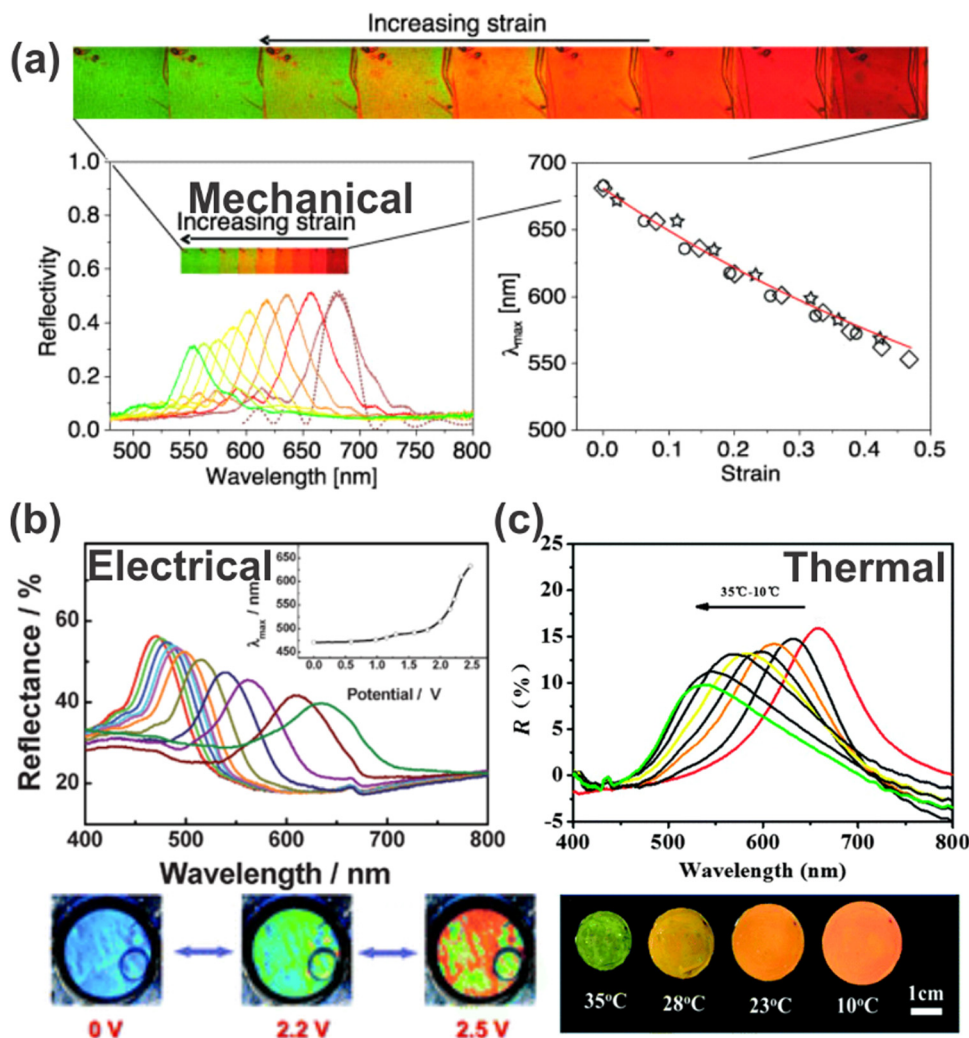 (a)
Increasing strain
1.0
0.8
0.6
0.4
0.2
0.0
Reflectivity
Mechanical
Increasing strain
500 550 600 650 700 750 800
Wavelength [nm]
700
650
600
550
500
λmax [nm]
0.0 0.1 0.2 0.3 0.4 0.5
Strain
(b)
Electrical
60
40
20
Reflectance / %
650
600
550
500
450
λmax / nm
0.0 0.5 1.0 1.5 2.0 2.5
Potential / V
400 500 600 700 800
Wavelength / nm
0 V
2.2 V
2.5 V
(c)
Thermal
25
20
15
10
5
0
-5
R (%)
35℃-10℃
400 500 600 700 800
Wavelength (nm)
35°C
28°C
23°C
10°C
1cm